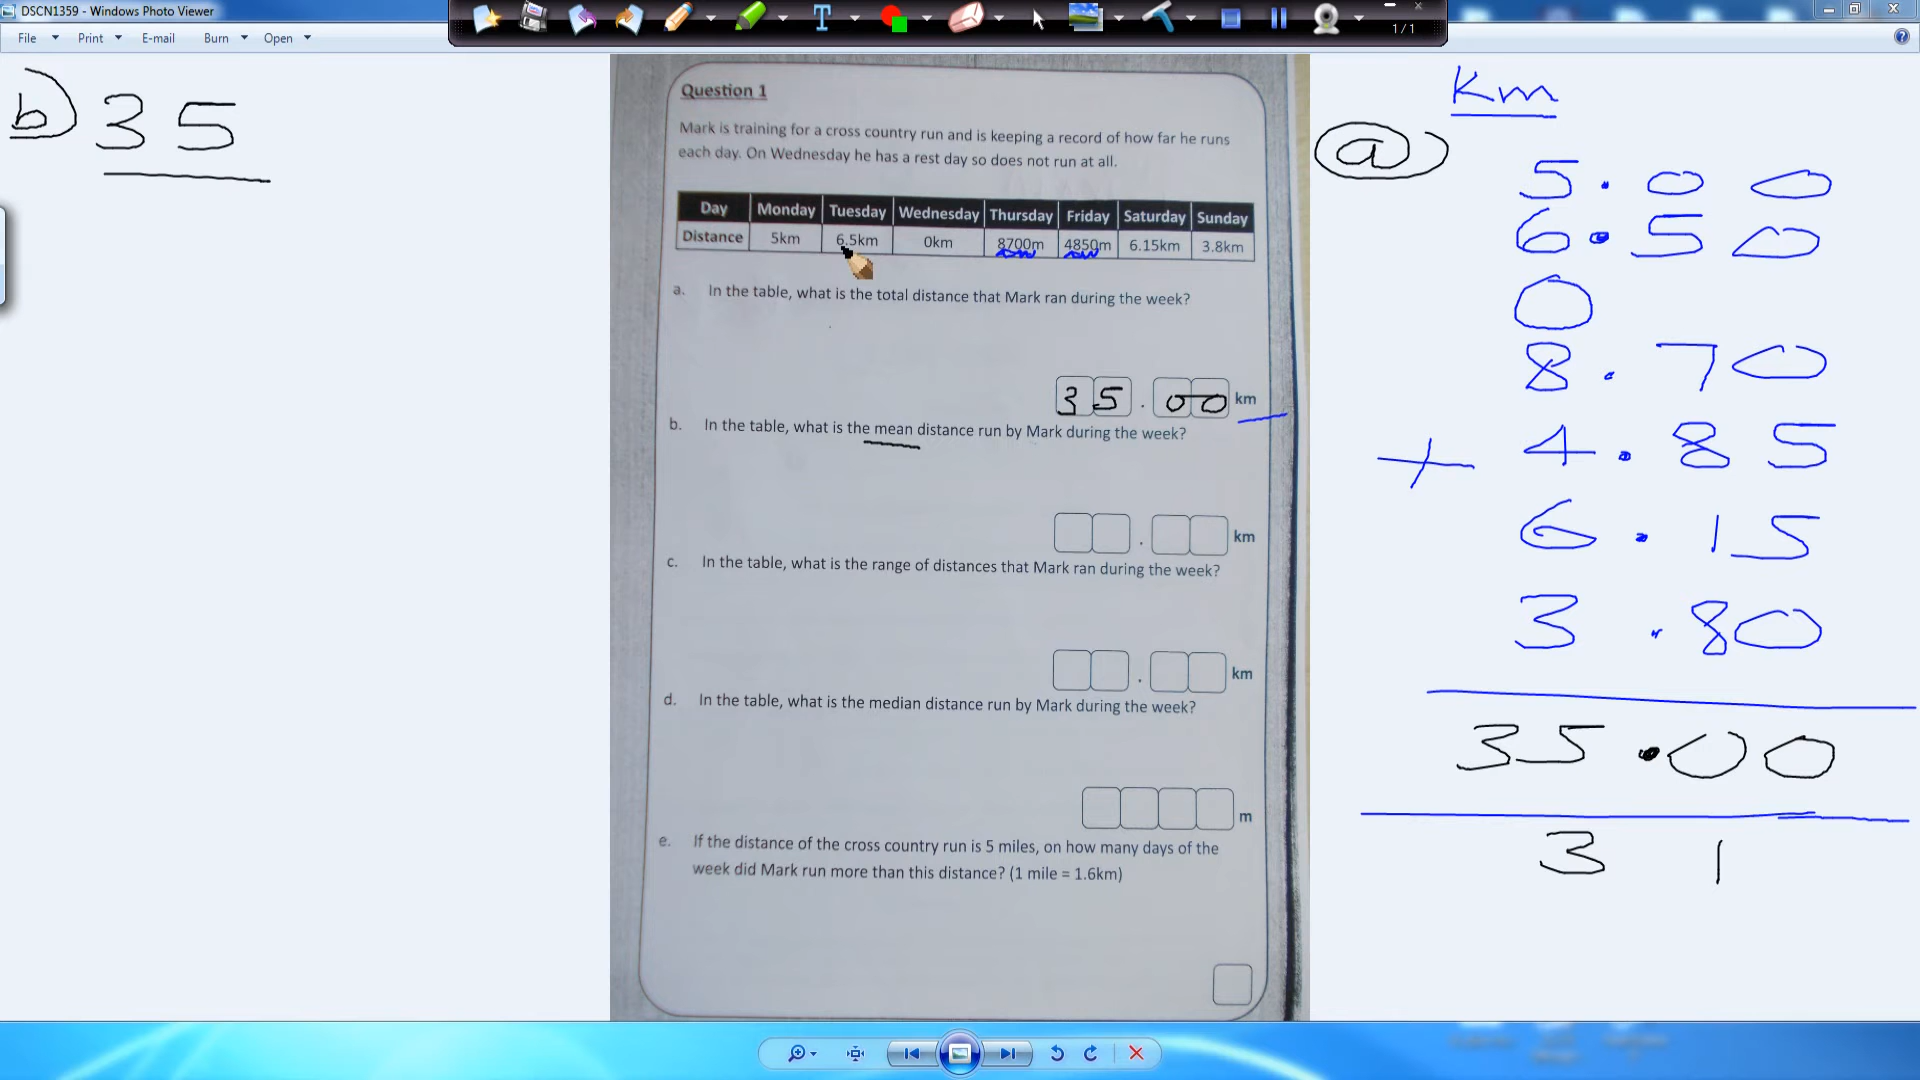 DSCN1359 - Windows Photo Viewer
File Print E-mail Burn Open
T
1/1
?
b) 35
Question 1
Mark is training for a cross country run and is keeping a record of how far he runs
each day. On Wednesday he has a rest day so does not run at all.
Day Monday Tuesday Wednesday Thursday Friday Saturday Sunday
Distance 5km 6.5km 0km 8700m 4850m 6.15km 3.8km
a. In the table, what is the total distance that Mark ran during the week?
35.00 km
b. In the table, what is the mean distance run by Mark during the week?
. km
c. In the table, what is the range of distances that Mark ran during the week?
. km
d. In the table, what is the median distance run by Mark during the week?
m
e. If the distance of the cross country run is 5 miles, on how many days of the
week did Mark run more than this distance? (1 mile = 1.6km)
Km
a)
5.00
6.50
0
8.70
+ 4.85
6.15
3.80
35.00
3 1